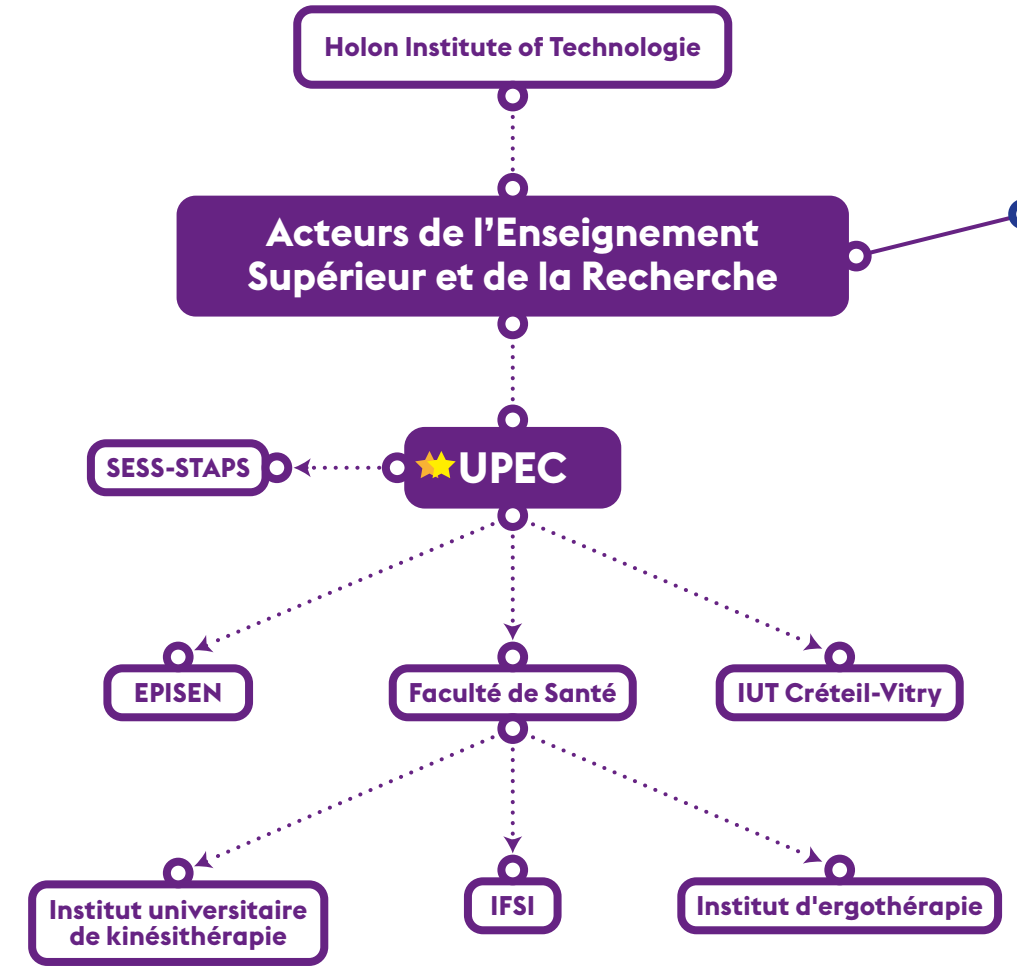 Holon Institute of Technologie
Acteurs de l’Enseignement
Supérieur et de la Recherche
SESS-STAPS
UPEC
EPISEN
Faculté de Santé
IUT Créteil-Vitry
Institut universitaire
de kinésithérapie
IFSI
Institut d'ergothérapie